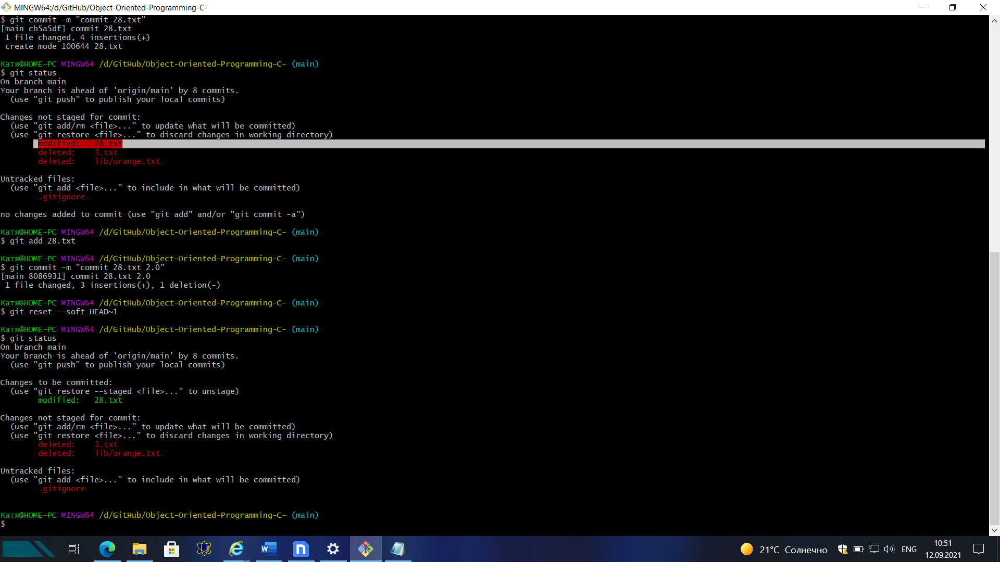 MINGW64:/d/GitHub/Object-Oriented-Programming-C-
$ git commit -m "commit 28.txt"
[main cb5a5df] commit 28.txt
 1 file changed, 4 insertions(+)
 create mode 100644 28.txt

Катя@HOME-PC MINGW64 /d/GitHub/Object-Oriented-Programming-C- (main)
$ git status
On branch main
Your branch is ahead of 'origin/main' by 8 commits.
  (use "git push" to publish your local commits)

Changes not staged for commit:
  (use "git add/rm <file>..." to update what will be committed)
  (use "git restore <file>..." to discard changes in working directory)
        modified:   28.txt
        deleted:    3.txt
        deleted:    lib/orange.txt

Untracked files:
  (use "git add <file>..." to include in what will be committed)
        .gitignore

no changes added to commit (use "git add" and/or "git commit -a")

Катя@HOME-PC MINGW64 /d/GitHub/Object-Oriented-Programming-C- (main)
$ git add 28.txt

Катя@HOME-PC MINGW64 /d/GitHub/Object-Oriented-Programming-C- (main)
$ git commit -m "commit 28.txt 2.0"
[main 8086931] commit 28.txt 2.0
 1 file changed, 3 insertions(+), 1 deletion(-)

Катя@HOME-PC MINGW64 /d/GitHub/Object-Oriented-Programming-C- (main)
$ git reset --soft HEAD~1

Катя@HOME-PC MINGW64 /d/GitHub/Object-Oriented-Programming-C- (main)
$ git status
On branch main
Your branch is ahead of 'origin/main' by 8 commits.
  (use "git push" to publish your local commits)

Changes to be committed:
  (use "git restore --staged <file>..." to unstage)
        modified:   28.txt

Changes not staged for commit:
  (use "git add/rm <file>..." to update what will be committed)
  (use "git restore <file>..." to discard changes in working directory)
        deleted:    3.txt
        deleted:    lib/orange.txt

Untracked files:
  (use "git add <file>..." to include in what will be committed)
        .gitignore

Катя@HOME-PC MINGW64 /d/GitHub/Object-Oriented-Programming-C- (main)
$
21°C Солнечно
ENG
10:51
12.09.2021